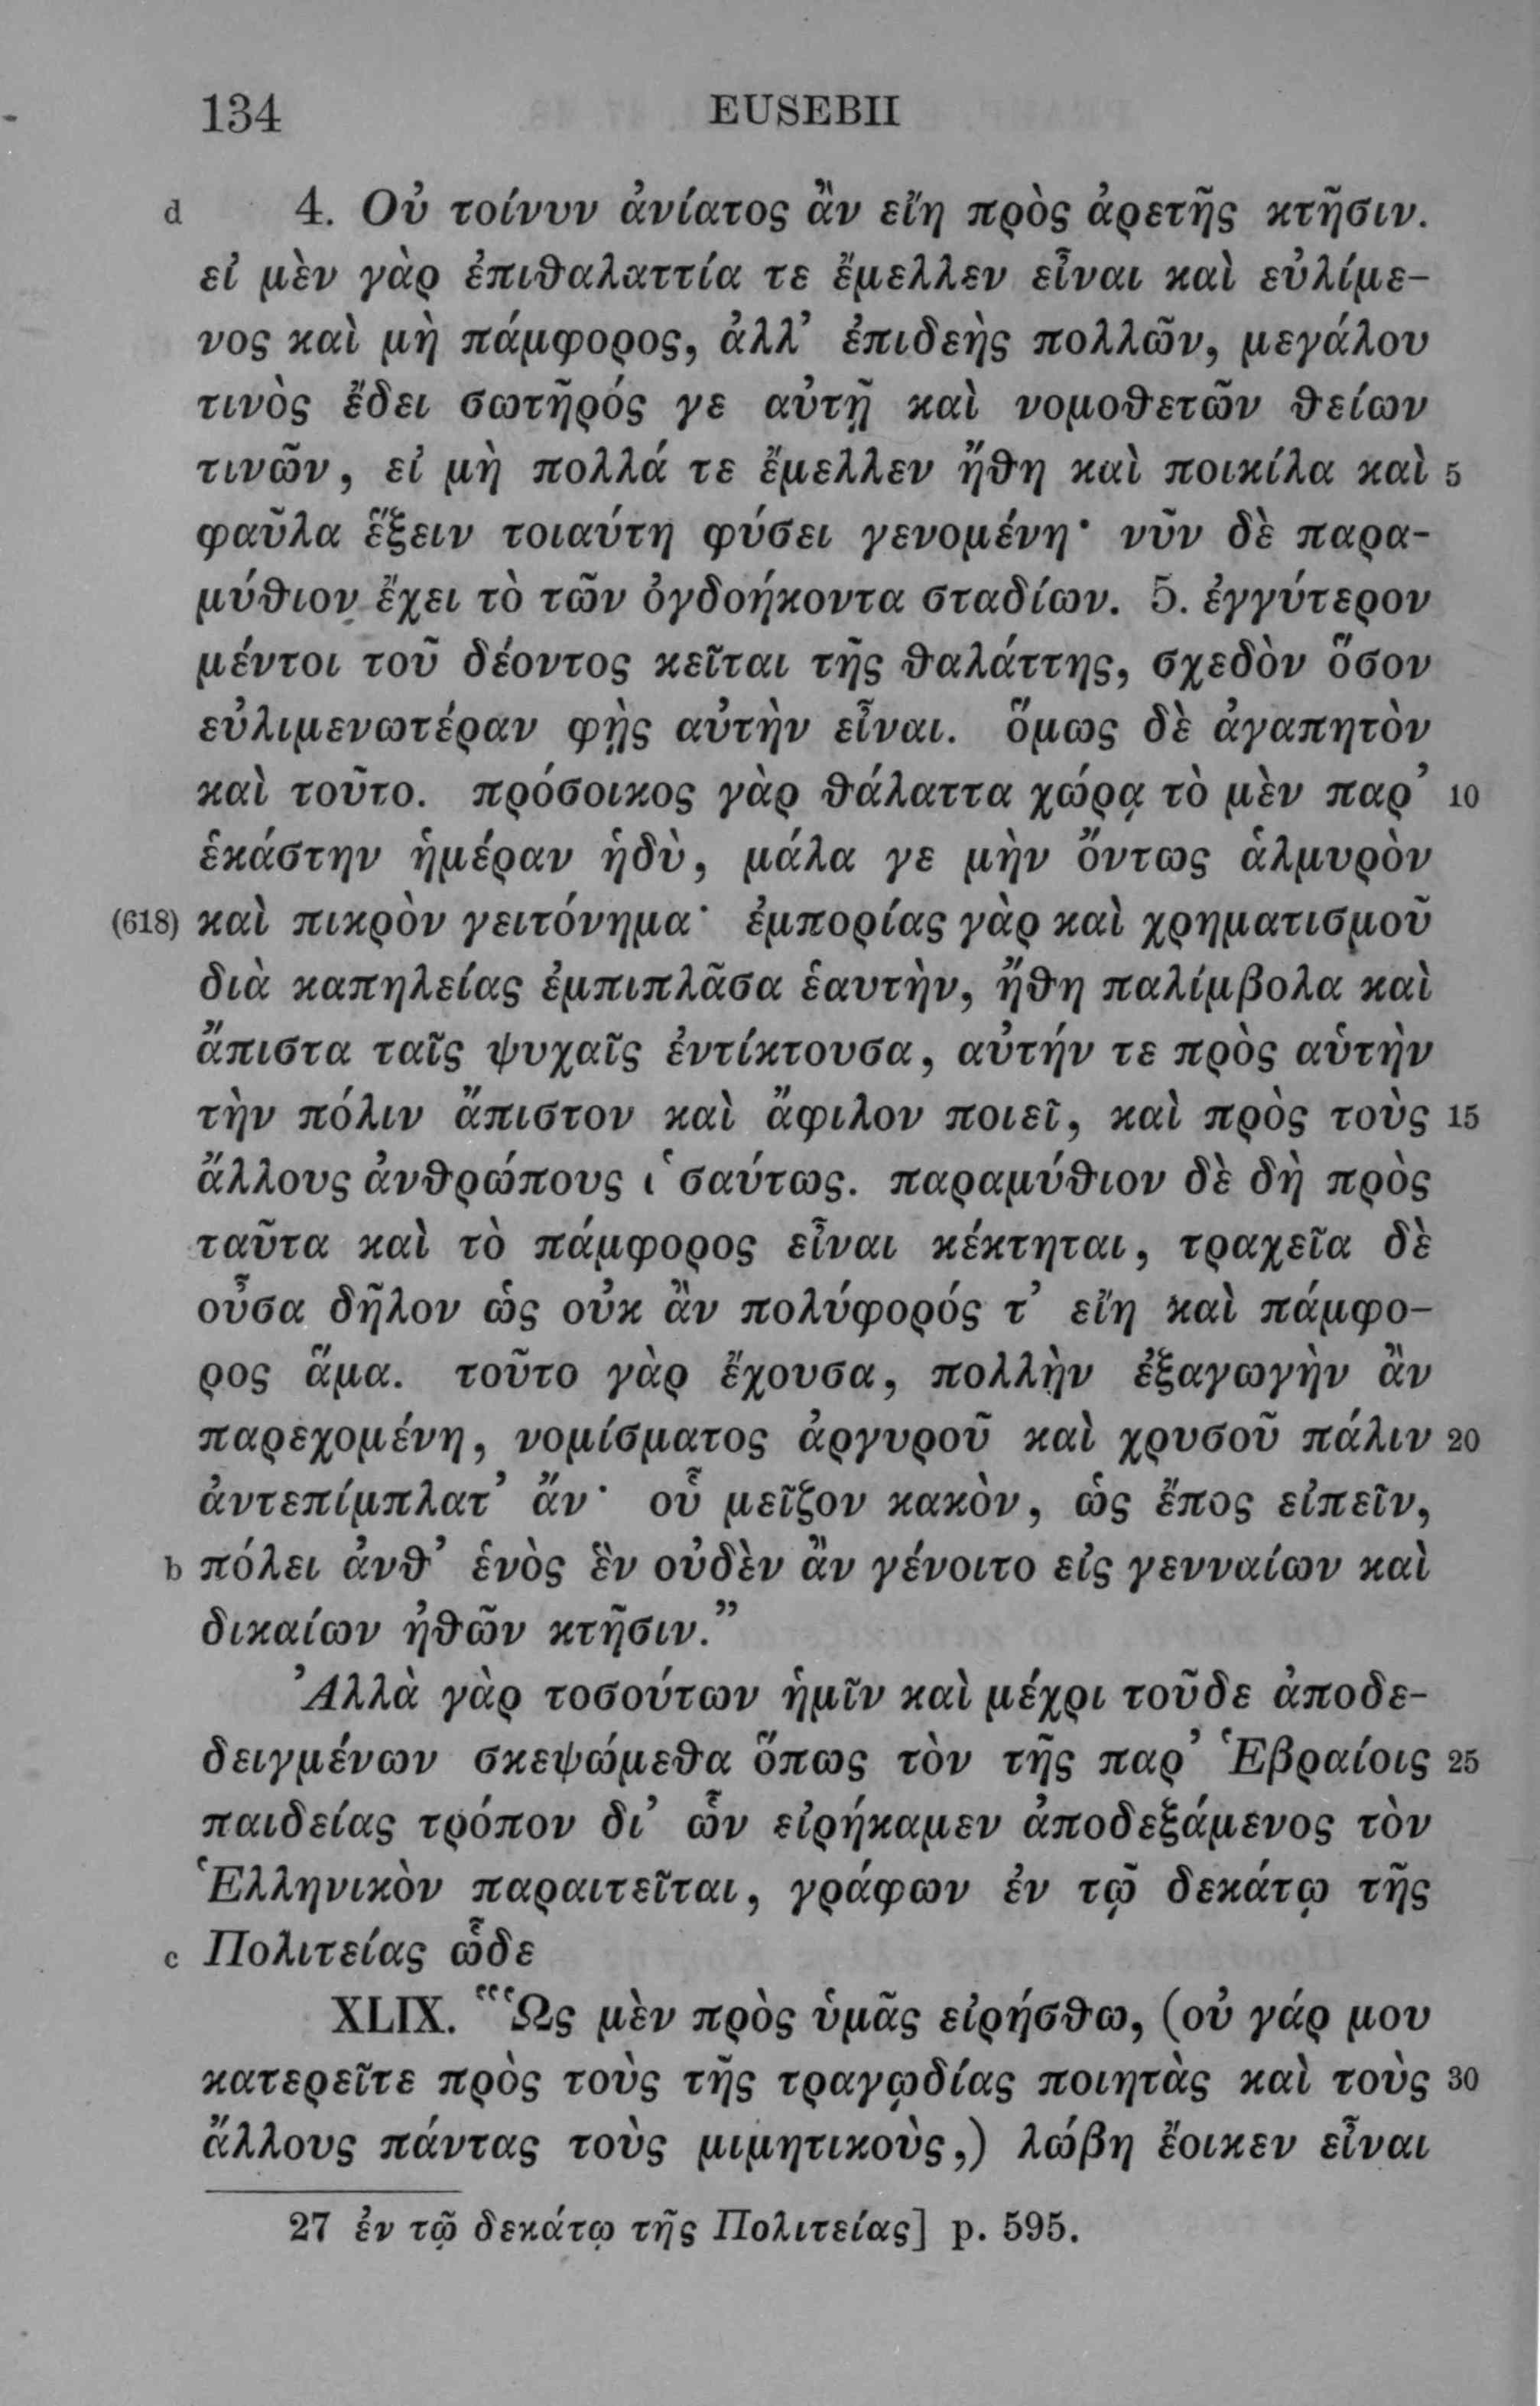 134 EUSEBII
d 4. Οὐ τοίνυν ἀνίατος ἂν εἴη πρὸς ἀρετῆς κτῆσιν.
εἰ μὲν γὰρ ἐπιθαλαττία τε ἔμελλεν εἶναι καὶ εὐλίμε-
νος καὶ μὴ πάμφορος, ἀλλ’ ἐπιδεὴς πολλῶν, μεγάλου
τινὸς ἔδει σωτῆρός γε αὐτῇ καὶ νομοθετῶν θείων
τινῶν, εἰ μὴ πολλά τε ἔμελλεν ἤθη καὶ ποικίλα καὶ 5
φαῦλα ἕξειν τοιαύτη φύσει γενομένη· νῦν δὲ παρα-
μύθιον ἔχει τὸ τῶν ὀγδοήκοντα σταδίων. 5. ἐγγύτερον
μέντοι τοῦ δέοντος κεῖται τῆς θαλάττης, σχεδὸν ὅσον
εὐλιμενωτέραν φῂς αὐτὴν εἶναι. ὅμως δὲ ἀγαπητὸν
καὶ τοῦτο. πρόσοικος γὰρ θάλαττα χώρᾳ τὸ μὲν παρ’ 10
ἑκάστην ἡμέραν ἡδὺ, μάλα γε μὴν ὄντως ἁλμυρὸν
(618) καὶ πικρὸν γειτόνημα· ἐμπορίας γὰρ καὶ χρηματισμοῦ
διὰ καπηλείας ἐμπιπλᾶσα ἑαυτὴν, ἤθη παλίμβολα καὶ
ἄπιστα ταῖς ψυχαῖς ἐντίκτουσα, αὐτήν τε πρὸς αὑτὴν
τὴν πόλιν ἄπιστον καὶ ἄφιλον ποιεῖ, καὶ πρὸς τοὺς 15
ἄλλους ἀνθρώπους ι῾σαύτως. παραμύθιον δὲ δὴ πρὸς
ταῦτα καὶ τὸ πάμφορος εἶναι κέκτηται, τραχεῖα δὲ
οὖσα δῆλον ὡς οὐκ ἂν πολύφορός τ’ εἴη καὶ πάμφο-
ρος ἅμα. τοῦτο γὰρ ἔχουσα, πολλὴν ἐξαγωγὴν ἂν
παρεχομένη, νομίσματος ἀργυροῦ καὶ χρυσοῦ πάλιν 20
ἀντεπίμπλατ’ ἄν· οὗ μεῖζον κακὸν, ὡς ἔπος εἰπεῖν,
b πόλει ἀνθ’ ἑνὸς ἓν οὐδὲν ἂν γένοιτο εἰς γενναίων καὶ
δικαίων ἠθῶν κτῆσιν.”
Ἀλλὰ γὰρ τοσούτων ἡμῖν καὶ μέχρι τοῦδε ἀποδε-
δειγμένων σκεψώμεθα ὅπως τὸν τῆς παρ’ Ἑβραίοις 25
παιδείας τρόπον δι’ ὧν εἰρήκαμεν ἀποδεξάμενος τὸν
Ἑλληνικὸν παραιτεῖται, γράφων ἐν τῷ δεκάτῳ τῆς
c Πολιτείας ὧδε
XLIX. “Ὡς μὲν πρὸς ὑμᾶς εἰρήσθω, (οὐ γάρ μου
κατερεῖτε πρὸς τοὺς τῆς τραγῳδίας ποιητὰς καὶ τοὺς 30
ἄλλους πάντας τοὺς μιμητικοὺς,) λώβη ἔοικεν εἶναι
27 ἐν τῷ δεκάτῳ τῆς Πολιτείας] p. 595.